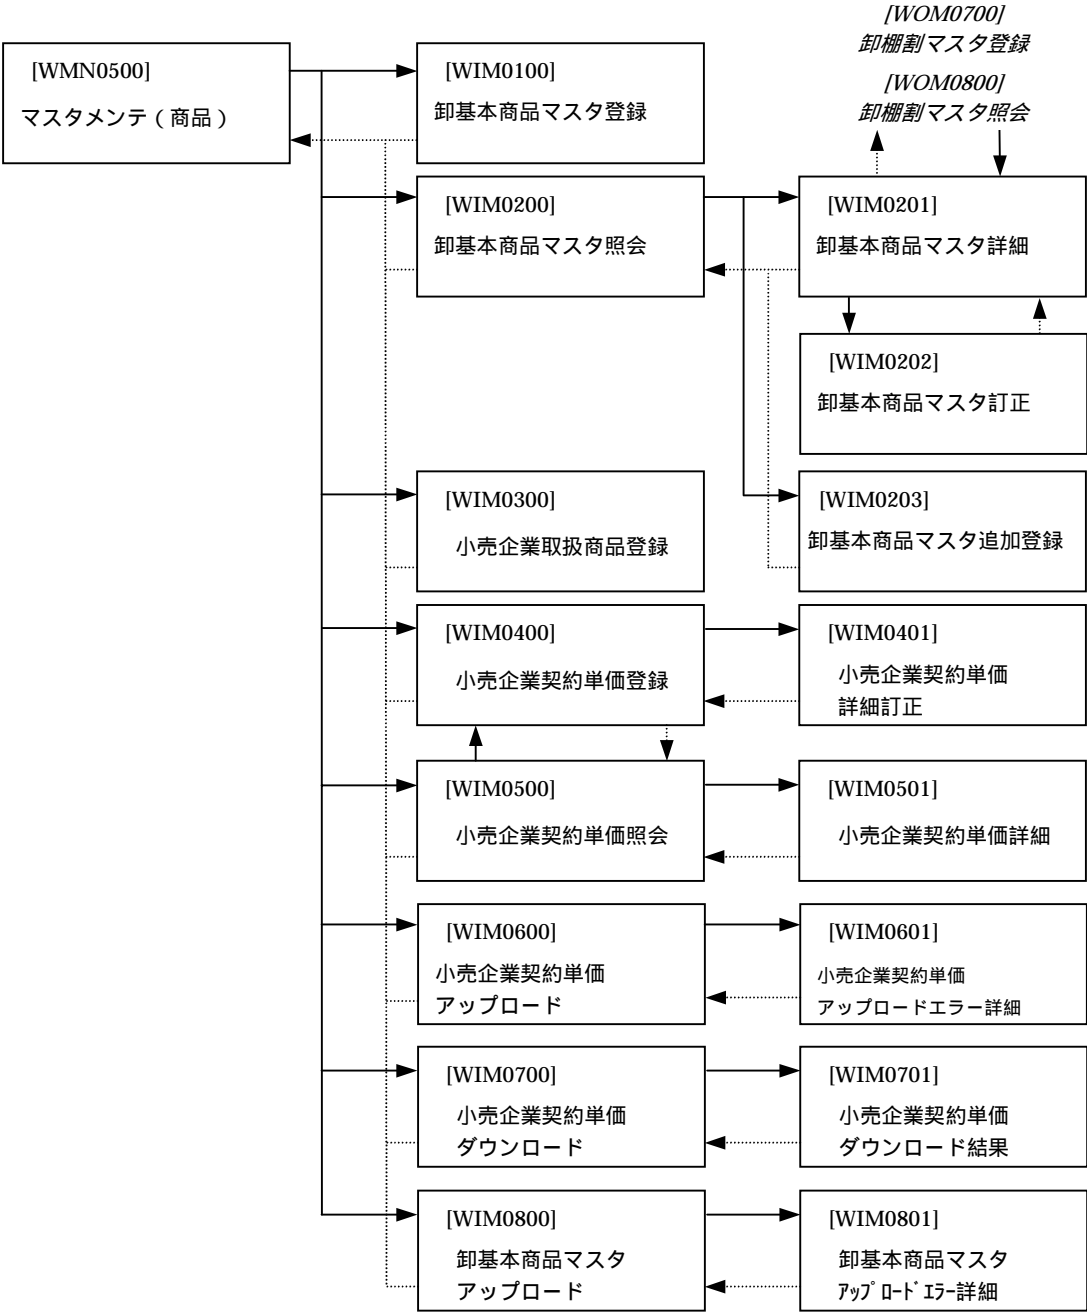 [WOM0700]
卸棚割マスタ登録
[WOM0800]
卸棚割マスタ照会
[WMN0500]
マスタメンテ(商品)
[WIM0100]
卸基本商品マスタ登録
[WIM0200]
卸基本商品マスタ照会
[WIM0201]
卸基本商品マスタ詳細
[WIM0202]
卸基本商品マスタ訂正
[WIM0300]
小売企業取扱商品登録
[WIM0203]
卸基本商品マスタ追加登録
[WIM0400]
小売企業契約単価登録
[WIM0401]
小売企業契約単価
詳細訂正
[WIM0500]
小売企業契約単価照会
[WIM0501]
小売企業契約単価詳細
[WIM0600]
小売企業契約単価
アップロード
[WIM0601]
小売企業契約単価
アップロードエラー詳細
[WIM0700]
小売企業契約単価
ダウンロード
[WIM0701]
小売企業契約単価
ダウンロード結果
[WIM0800]
卸基本商品マスタ
アップロード
[WIM0801]
卸基本商品マスタ
アップロードエラー詳細